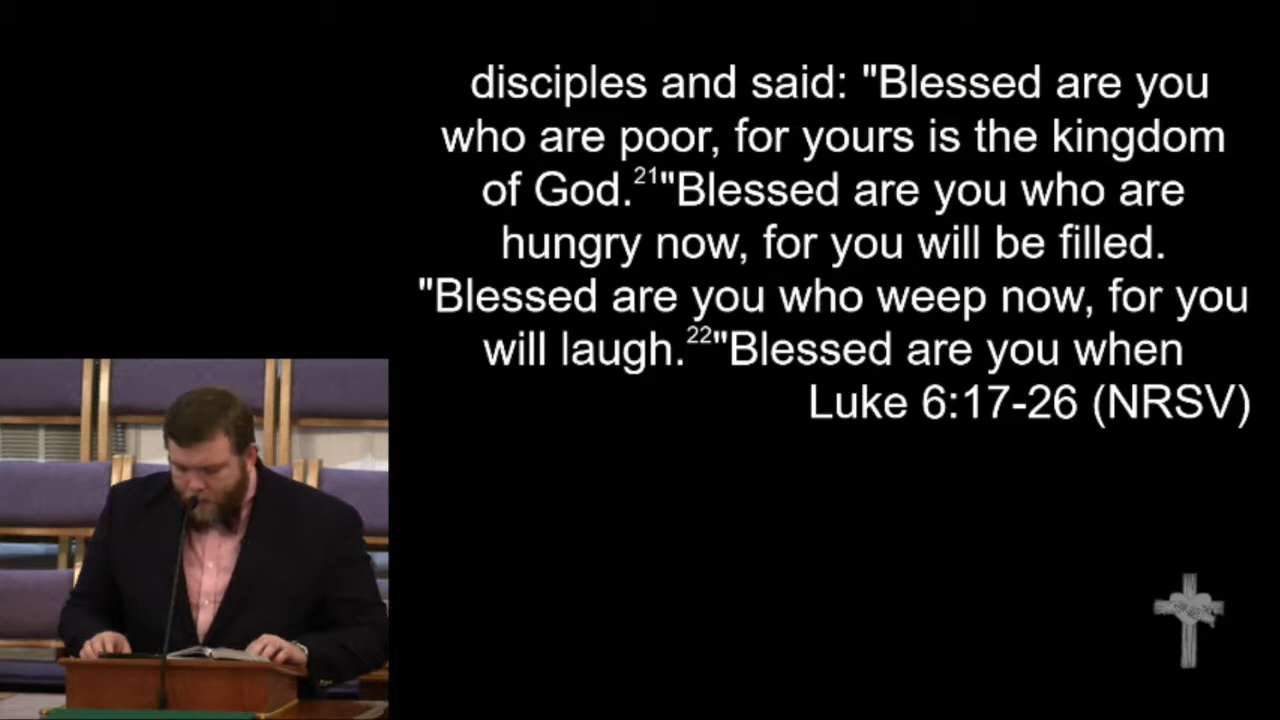 disciples and said: "Blessed are you
who are poor, for yours is the kingdom
of God.21"Blessed are you who are
hungry now, for you will be filled.
"Blessed are you who weep now, for you
will laugh.22"Blessed are you when
Luke 6:17-26 (NRSV)